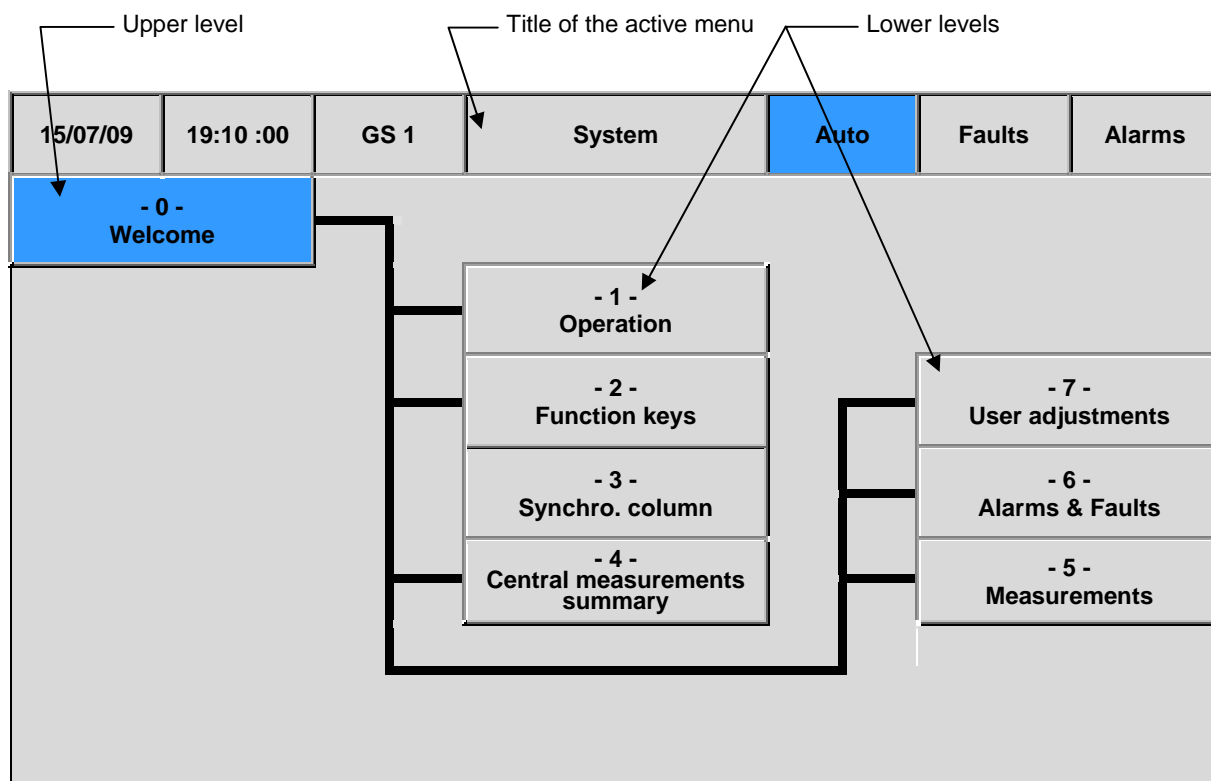 Upper level
Title of the active menu
Lower levels
15/07/09
19:10 :00
GS 1
System
Auto
Faults
Alarms
- 0 -
Welcome
- 1 -
Operation
- 2 -
Function keys
- 3 -
Synchro. column
- 4 -
Central measurements
summary
- 7 -
User adjustments
- 6 -
Alarms & Faults
- 5 -
Measurements